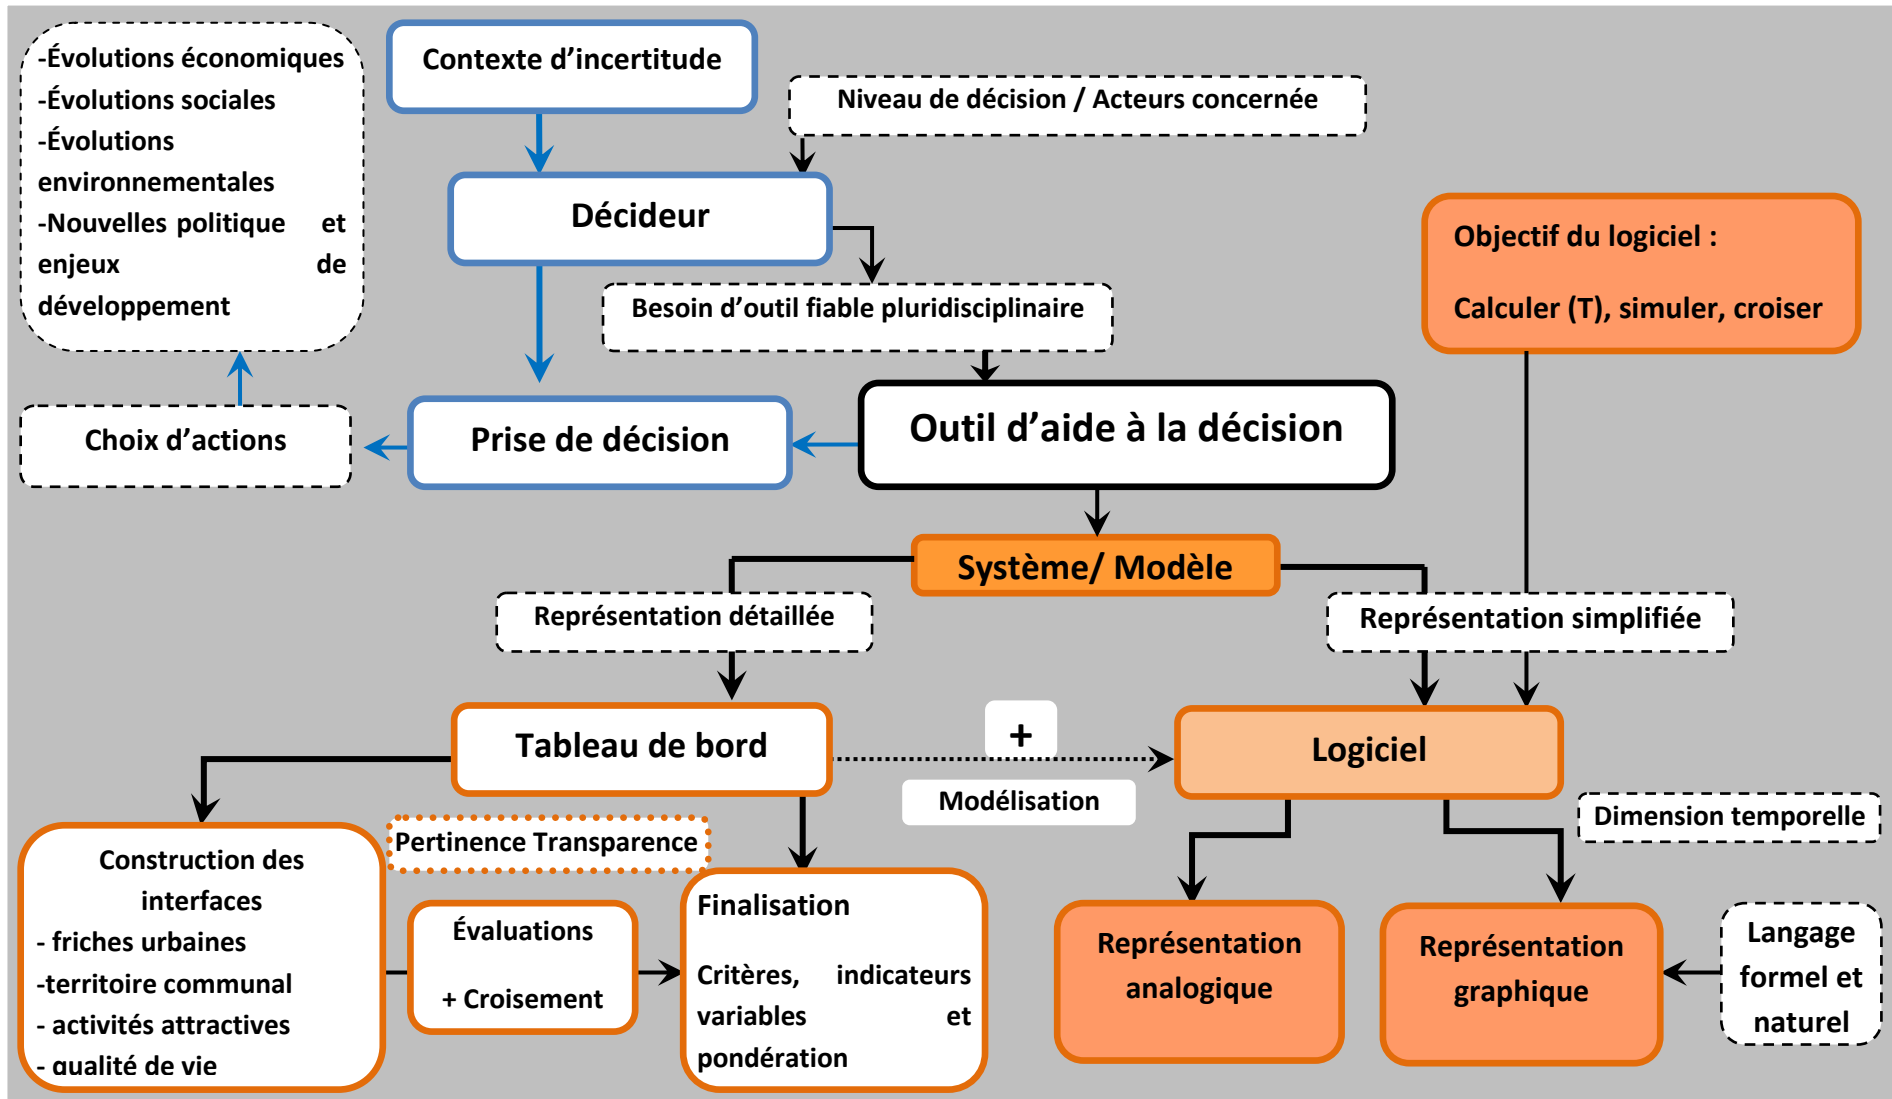 -Évolutions économiques
-Évolutions sociales
-Évolutions
environnementales
-Nouvelles politique et
enjeux de
développement
Contexte d’incertitude
Niveau de décision / Acteurs concernée
Décideur
Besoin d’outil fiable pluridisciplinaire
Objectif du logiciel :
Calculer (T), simuler, croiser
Choix d’actions
Prise de décision
Outil d’aide à la décision
Système/ Modèle
Représentation détaillée
Représentation simplifiée
Tableau de bord
+
Modélisation
Logiciel
Dimension temporelle
Pertinence Transparence
Construction des
interfaces
- friches urbaines
-territoire communal
- activités attractives
- qualité de vie
Évaluations
+ Croisement
Finalisation
Critères, indicateurs
variables et
pondération
Représentation
analogique
Représentation
graphique
Langage
formel et
naturel